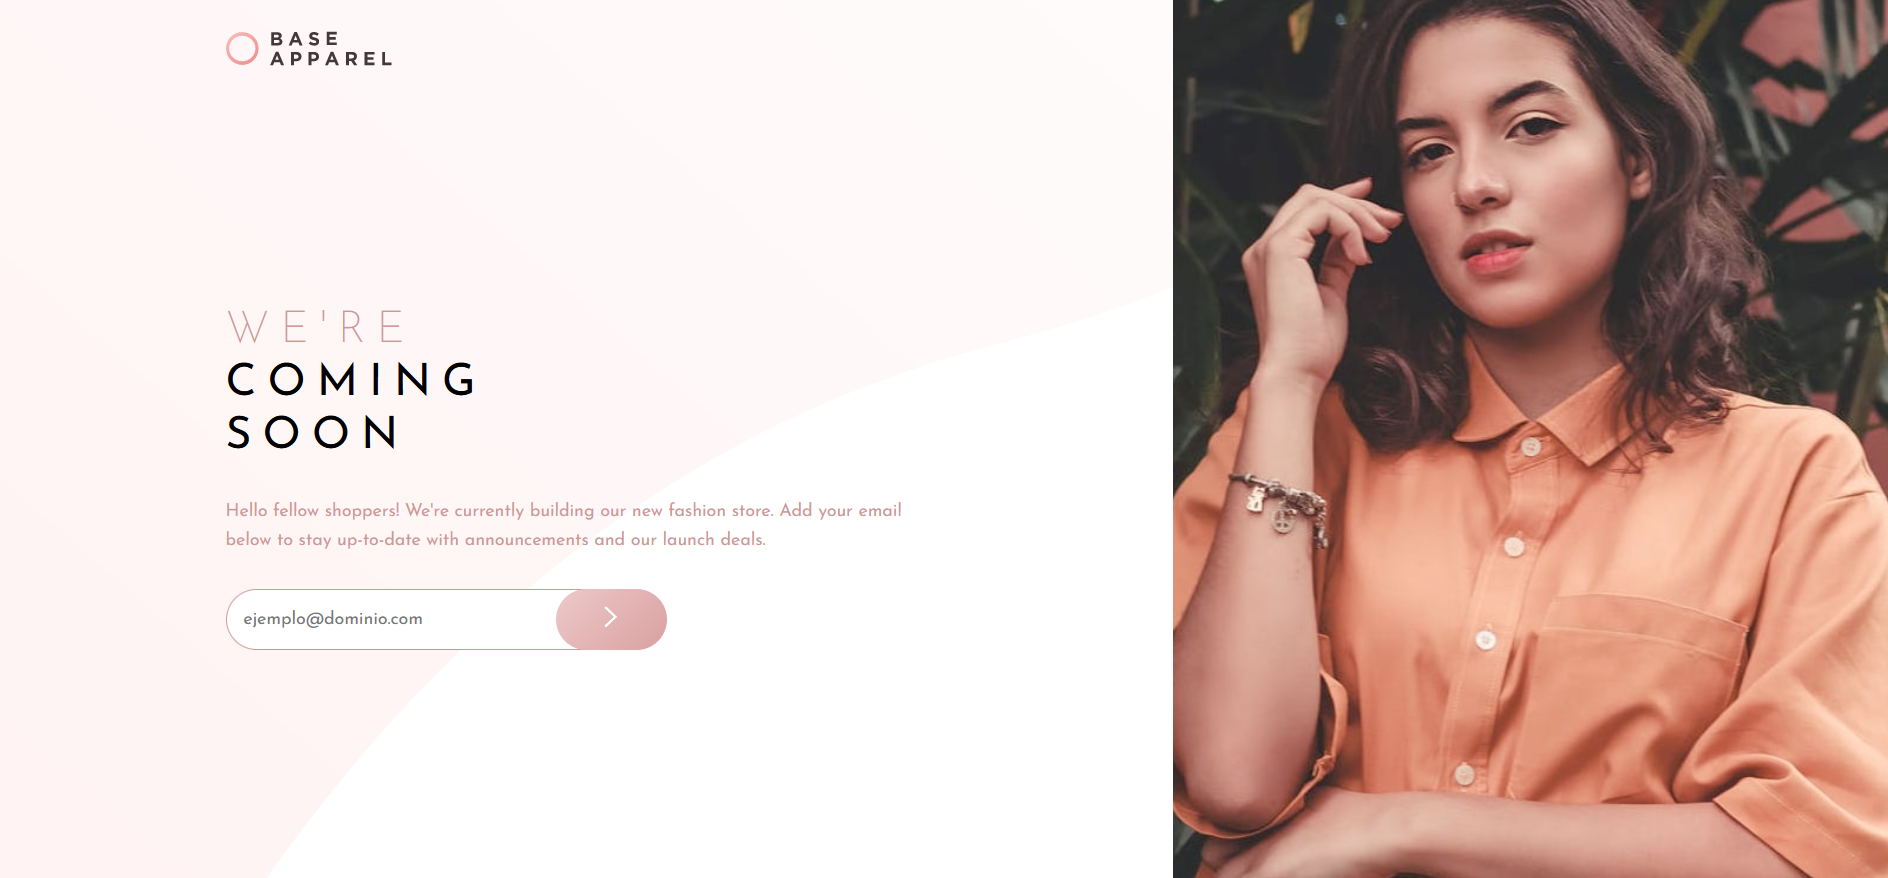 BASE
APPAREL
WE'RE
COMING
SOON
Hello fellow shoppers! We're currently building our new fashion store. Add your email
below to stay up-to-date with announcements and our launch deals.
ejemplo@dominio.com